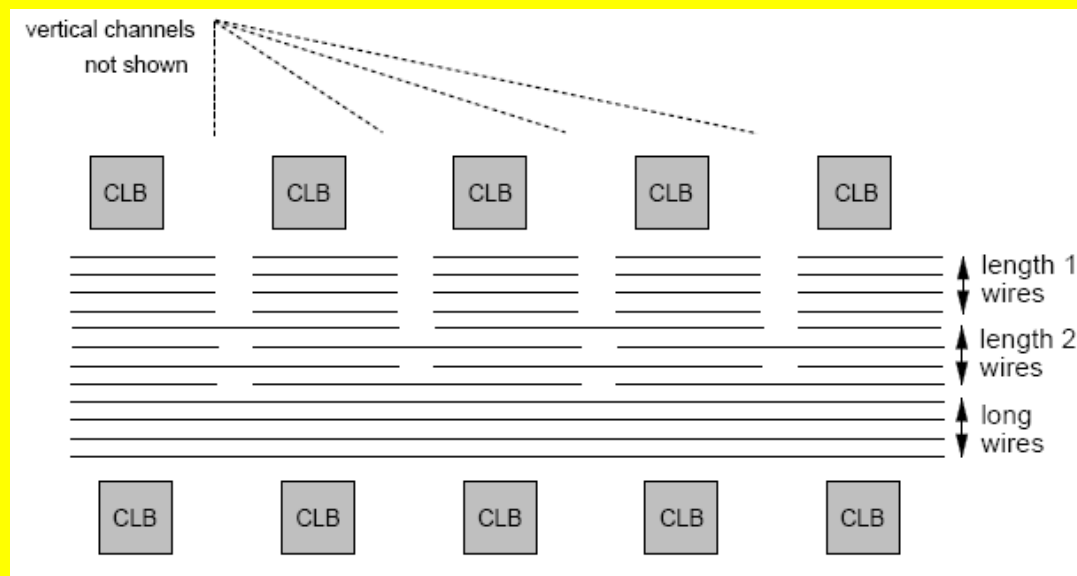 vertical channels
not shown
CLB CLB CLB CLB CLB
length 1
wires
length 2
wires
long
wires
CLB CLB CLB CLB CLB